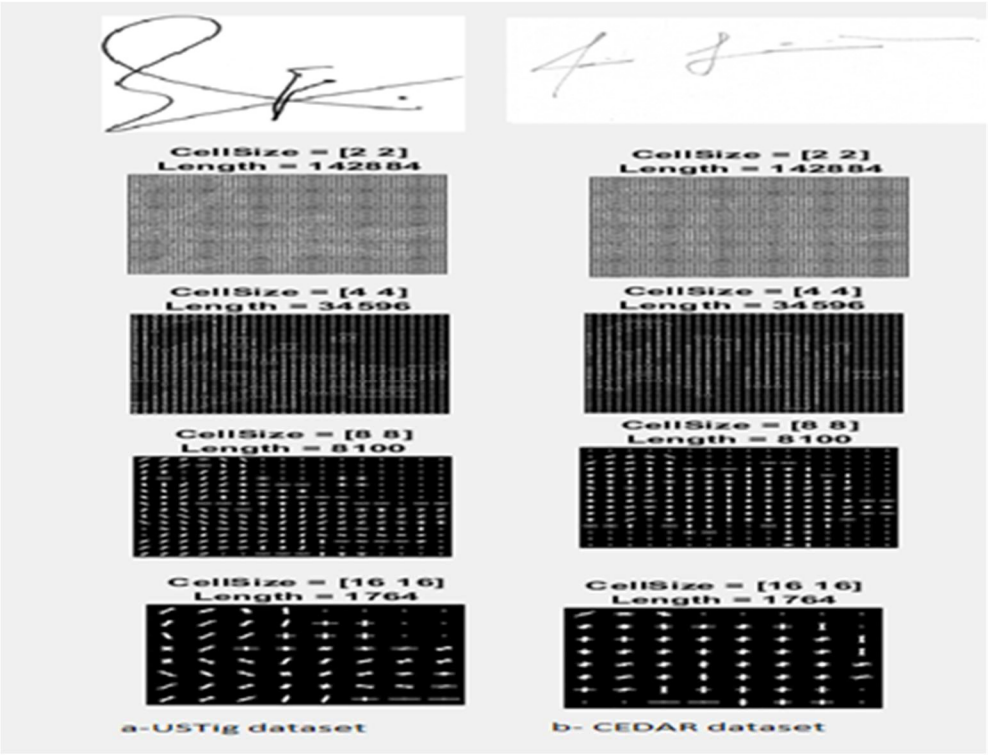 CellSize = [2 2]
Length = 142884
CellSize = [4 4]
Length = 34596
CellSize = [8 8]
Length = 8100
CellSize = [16 16]
Length = 1764
a-USTig dataset
CellSize = [2 2]
Length = 142884
CellSize = [4 4]
Length = 34596
CellSize = [8 8]
Length = 8100
CellSize = [16 16]
Length = 1764
b- CEDAR dataset